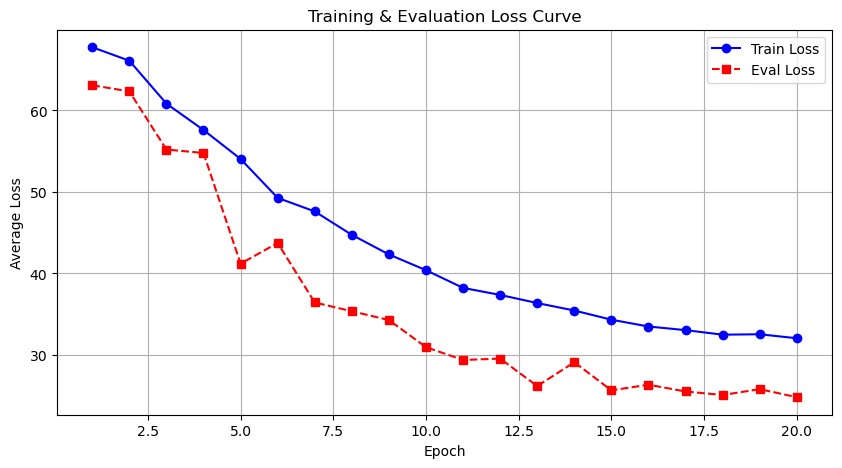 Training & Evaluation Loss Curve
Train Loss
Eval Loss
60
50
40
30
Average Loss
2.5 5.0 7.5 10.0 12.5 15.0 17.5 20.0
Epoch